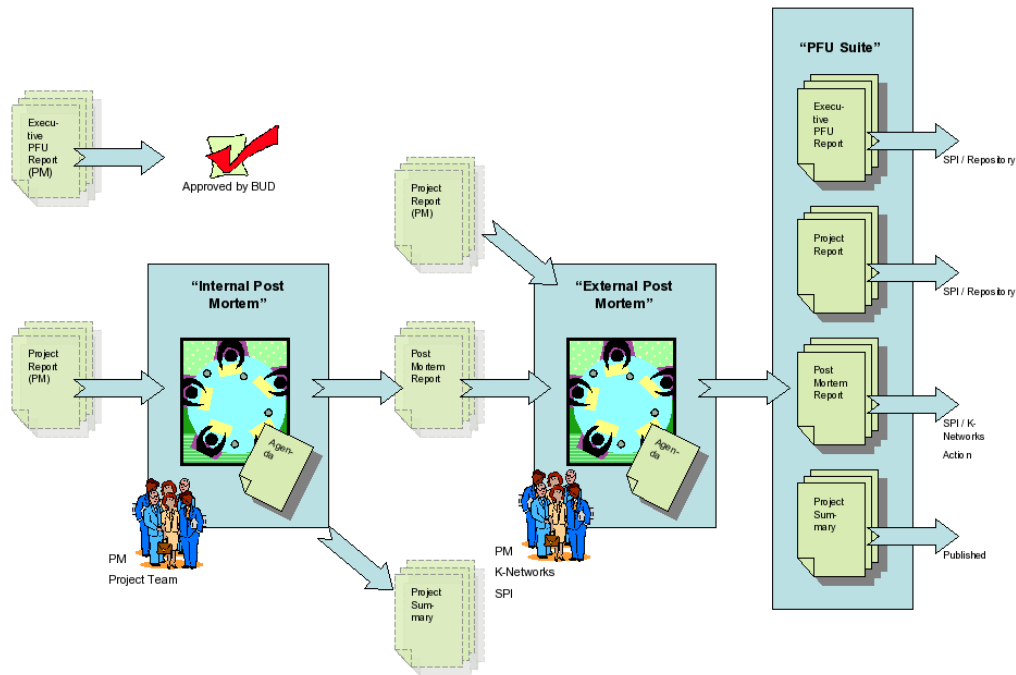 “PFU Suite”
Execu-
tive
PFU
Report
(PM)
Approved by BUD
Execu-
tive
PFU
Report
SPI / Repository
Project
Report
(PM)
Project
Report
SPI / Repository
“Internal Post
Mortem”
“External Post
Mortem”
Project
Report
(PM)
Agen-
da
Post
Mortem
Report
Agen-
da
Post
Mortem
Report
SPI / K-
Networks
Action
PM
Project Team
Project
Sum-
mary
PM
K-Networks
SPI
Project
Sum-
mary
Published